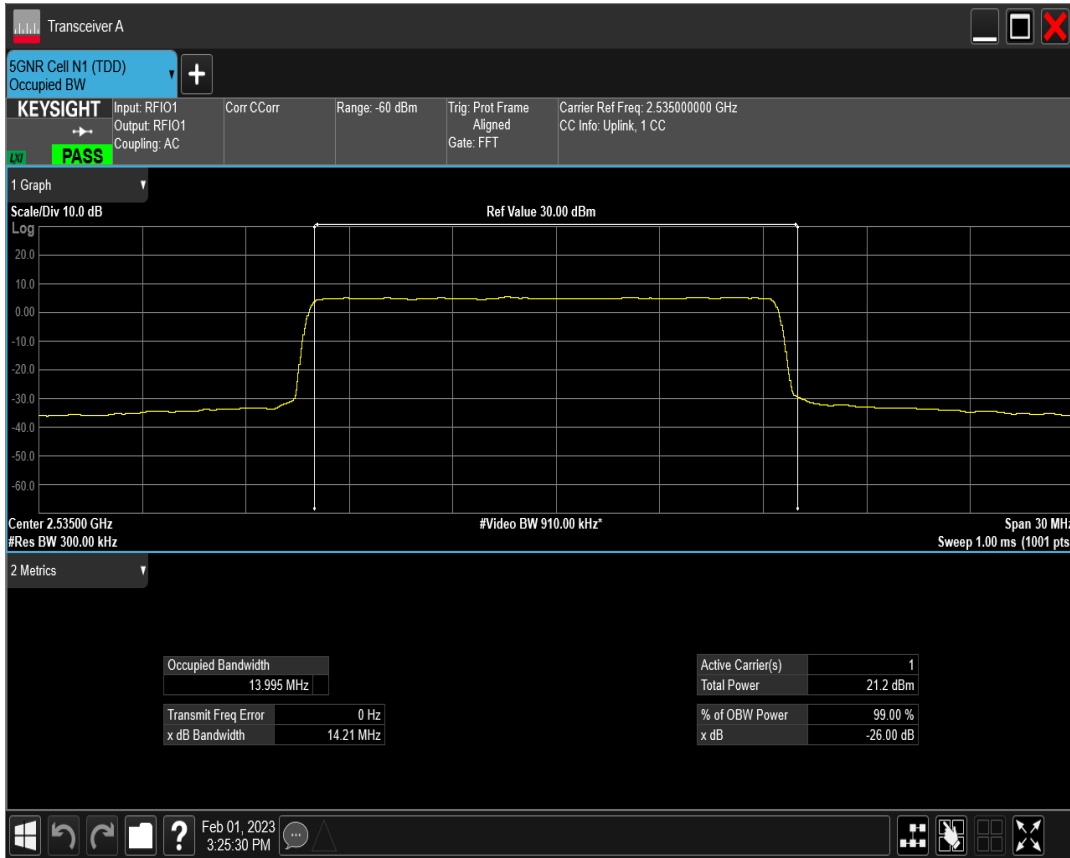 Transceiver A
5GNR Cell N1 (TDD)
Occupied BW
KEYSIGHT
LXI
PASS
Input: RFIO1
Output: RFIO1
Coupling: AC
Corr CCorr
Range: -60 dBm
Trig: Prot Frame
Aligned
Gate: FFT
Carrier Ref Freq: 2.535000000 GHz
CC Info: Uplink, 1 CC
1 Graph
Scale/Div 10.0 dB
Ref Value 30.00 dBm
Log
20.0
10.0
0.00
-10.0
-20.0
-30.0
-40.0
-50.0
-60.0
Center 2.53500 GHz
#Video BW 910.00 kHz*
Span 30 MHz
#Res BW 300.00 kHz
Sweep 1.00 ms (1001 pts
2 Metrics
Occupied Bandwidth
13.995 MHz
Transmit Freq Error 0 Hz
x dB Bandwidth 14.21 MHz
Active Carrier(s) 1
Total Power 21.2 dBm
% of OBW Power 99.00 %
x dB -26.00 dB
?
Feb 01, 2023
3:25:30 PM